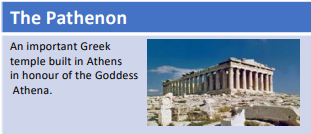 The Pathenon
An important Greek
temple built in Athens
in honour of the Goddess
Athena.